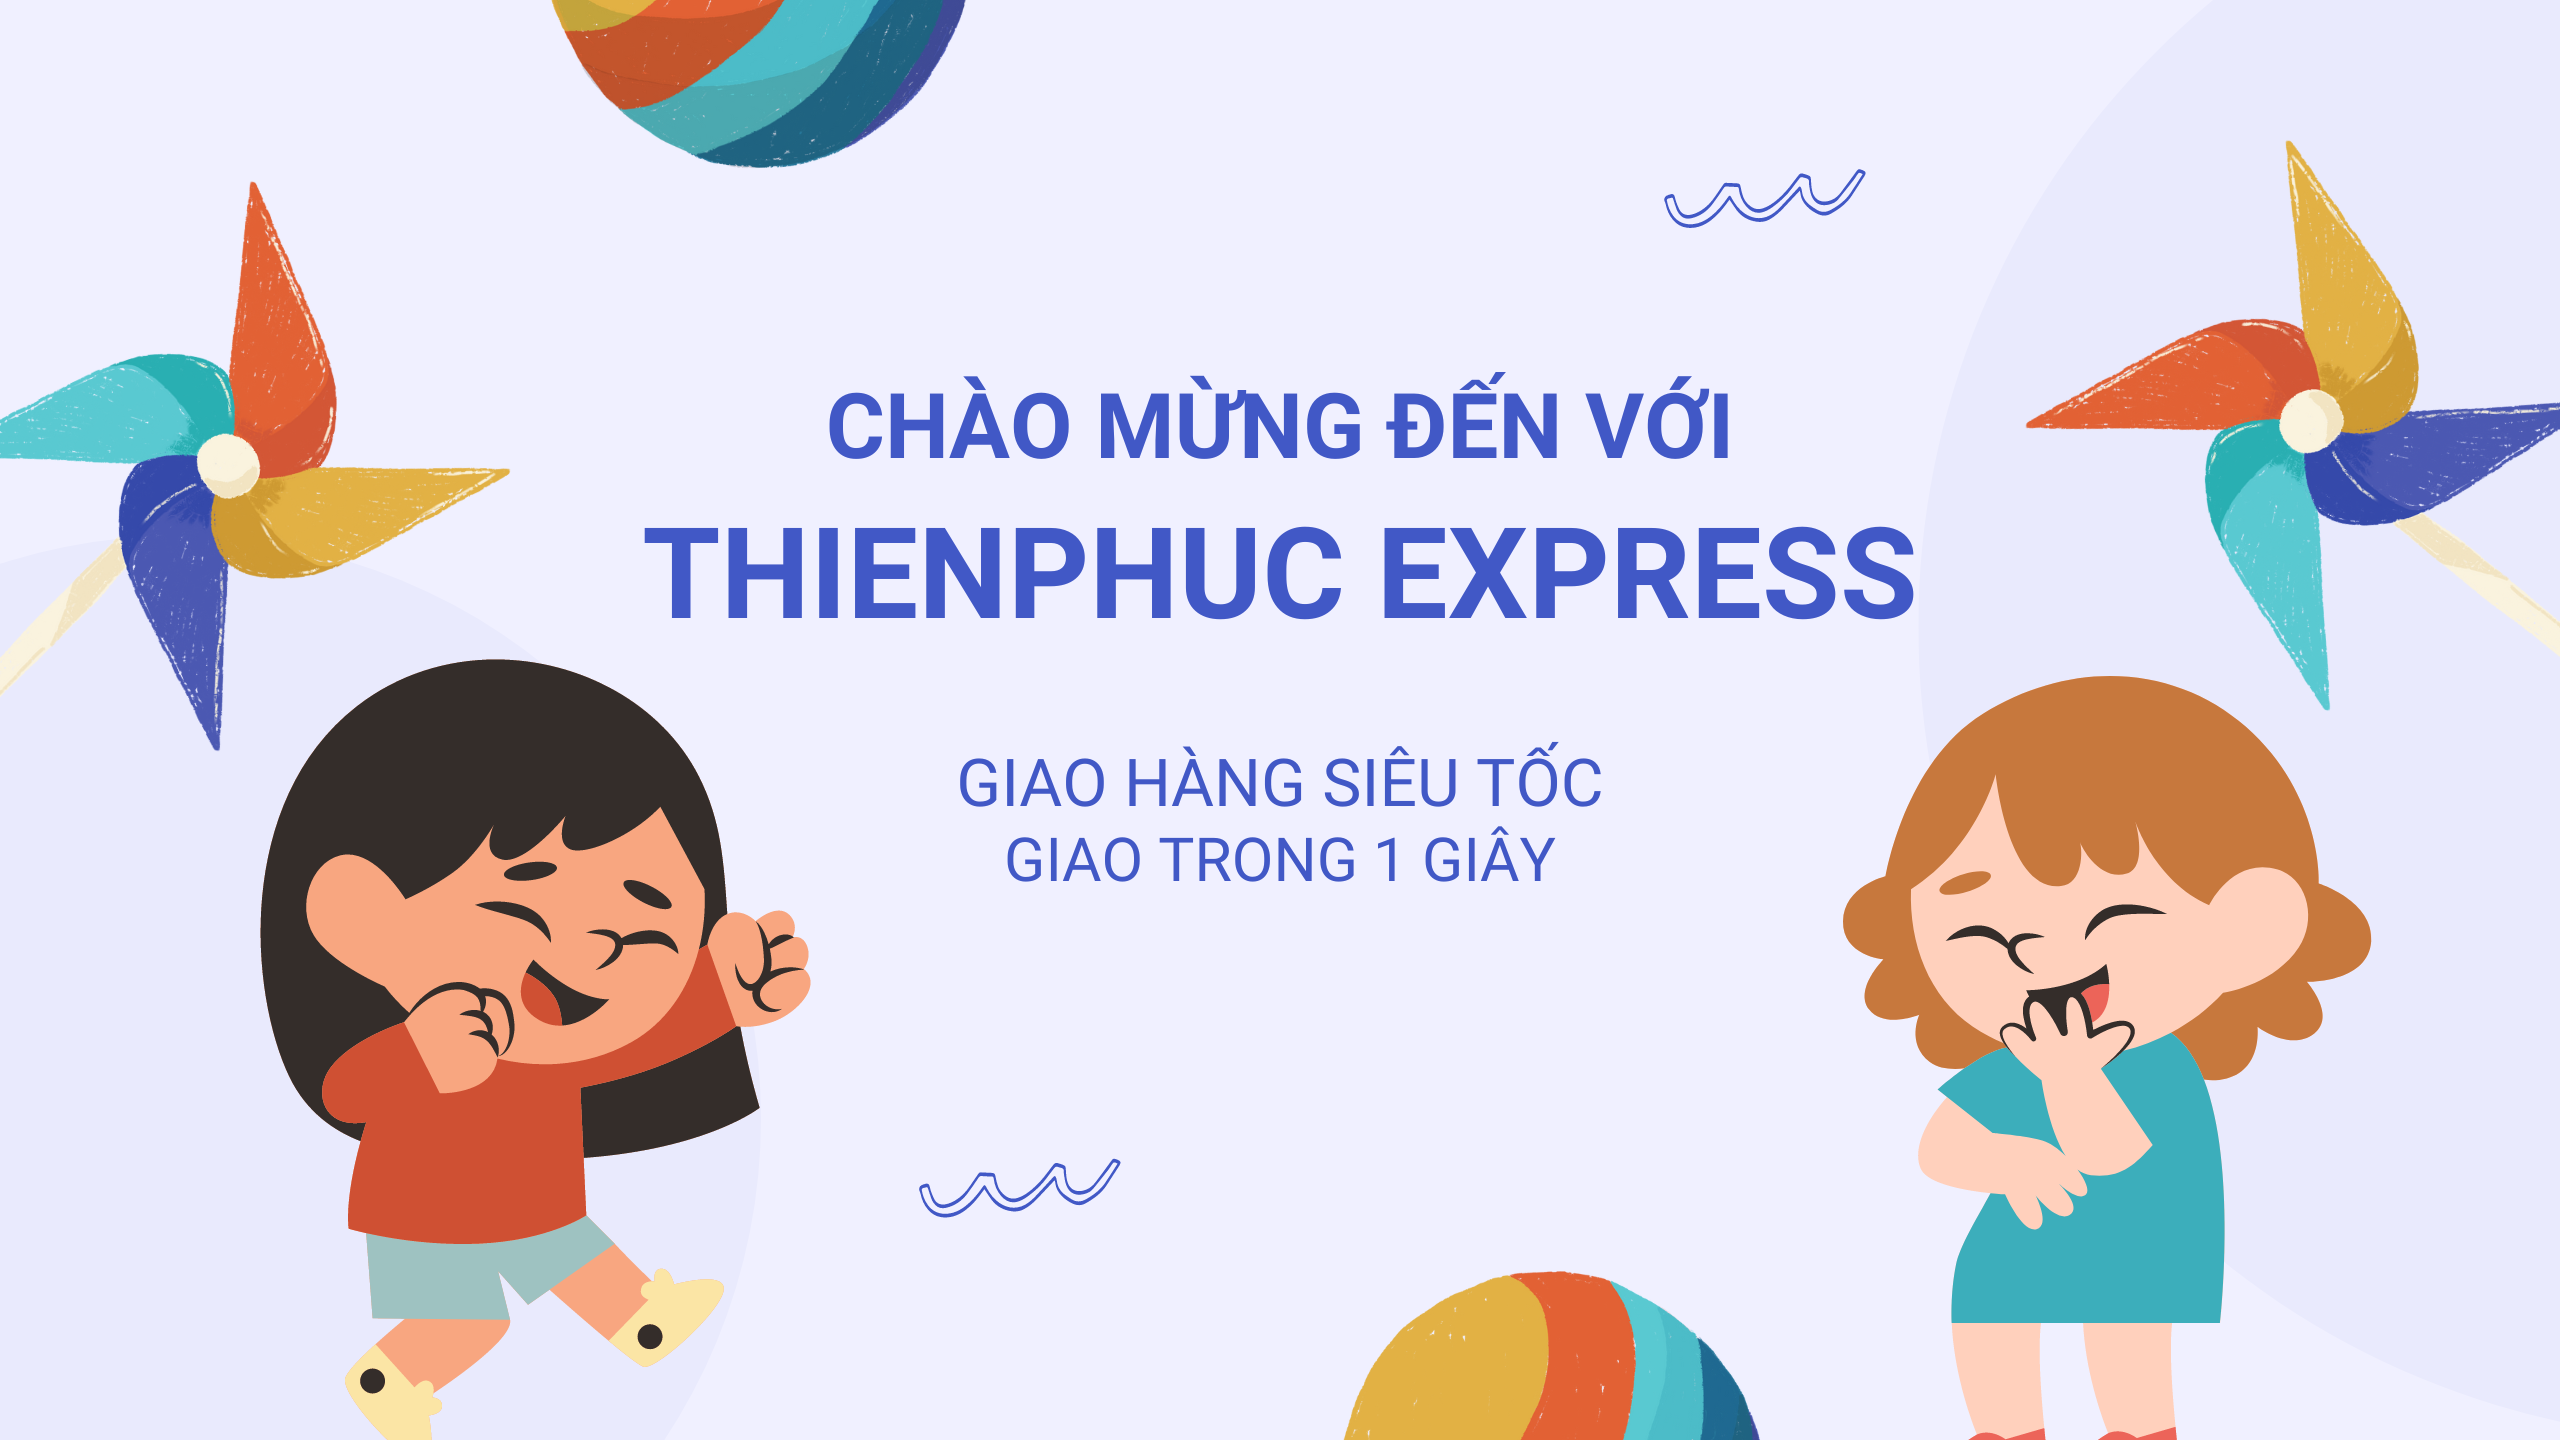 CHÀO MỪNG ĐẾN VỚI
THIENPHUC EXPRESS
GIAO HÀNG SIÊU TỐC
GIAO TRONG 1 GIÂY